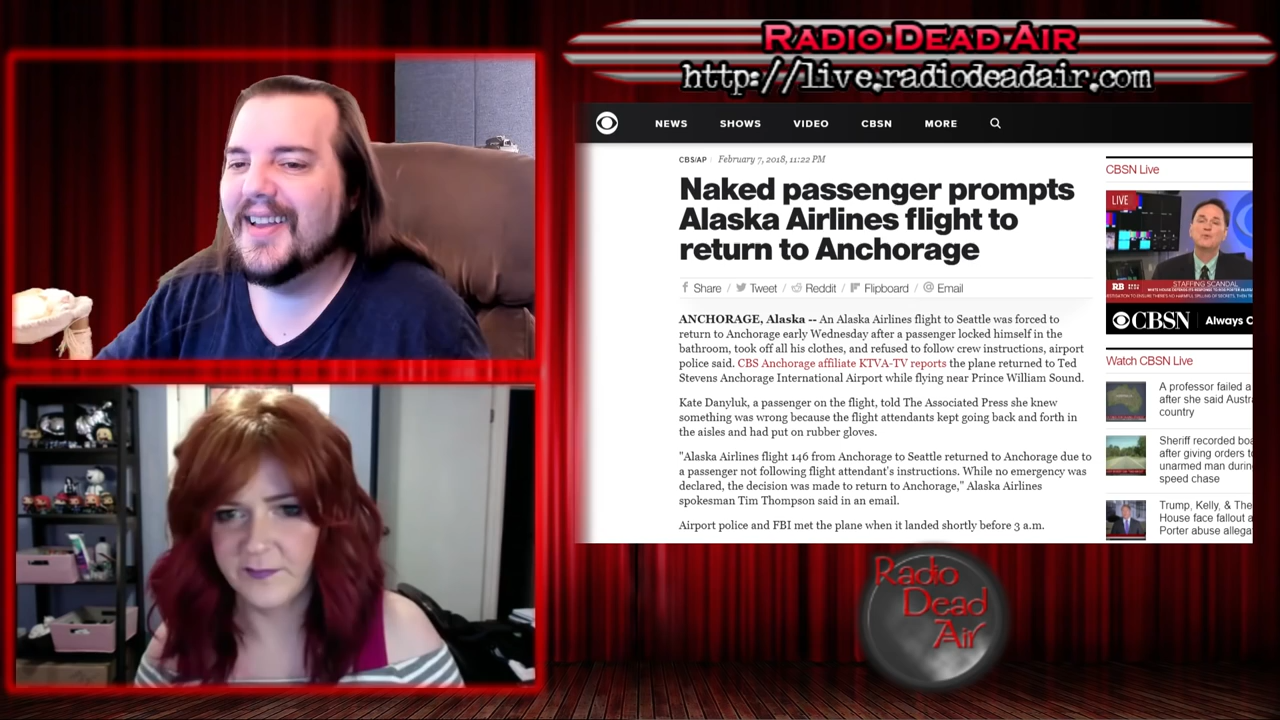 RADIO DEAD AIR
http://live.radiodeadair.com
NEWS SHOWS VIDEO CBSN MORE
CBS/AP February 7, 2018, 11:22 PM
Naked passenger prompts
Alaska Airlines flight to
return to Anchorage
Share / Tweet / Reddit / Flipboard / Email
ANCHORAGE, Alaska -- An Alaska Airlines flight to Seattle was forced to
return to Anchorage early Wednesday after a passenger locked himself in the
bathroom, took off all his clothes, and refused to follow crew instructions, airport
police said. CBS Anchorage affiliate KTVA-TV reports the plane returned to Ted
Stevens Anchorage International Airport while flying near Prince William Sound.
Kate Danyluk, a passenger on the flight, told The Associated Press she knew
something was wrong because the flight attendants kept going back and forth in
the aisles and had put on rubber gloves.
"Alaska Airlines flight 146 from Anchorage to Seattle returned to Anchorage due to
a passenger not following flight attendant's instructions. While no emergency was
declared, the decision was made to return to Anchorage," Alaska Airlines
spokesman Tim Thompson said in an email.
Airport police and FBI met the plane when it landed shortly before 3 a.m.
CBSN Live
LIVE
RB
STAFFING SCANDAL
CBSN Always
Watch CBSN Live
A professor failed a
after she said Austra
country
Sheriff recorded boa
after giving orders to
unarmed man during
speed chase
Trump, Kelly, & The
House face fallout a
Porter abuse allega
Radio
Dead
Air